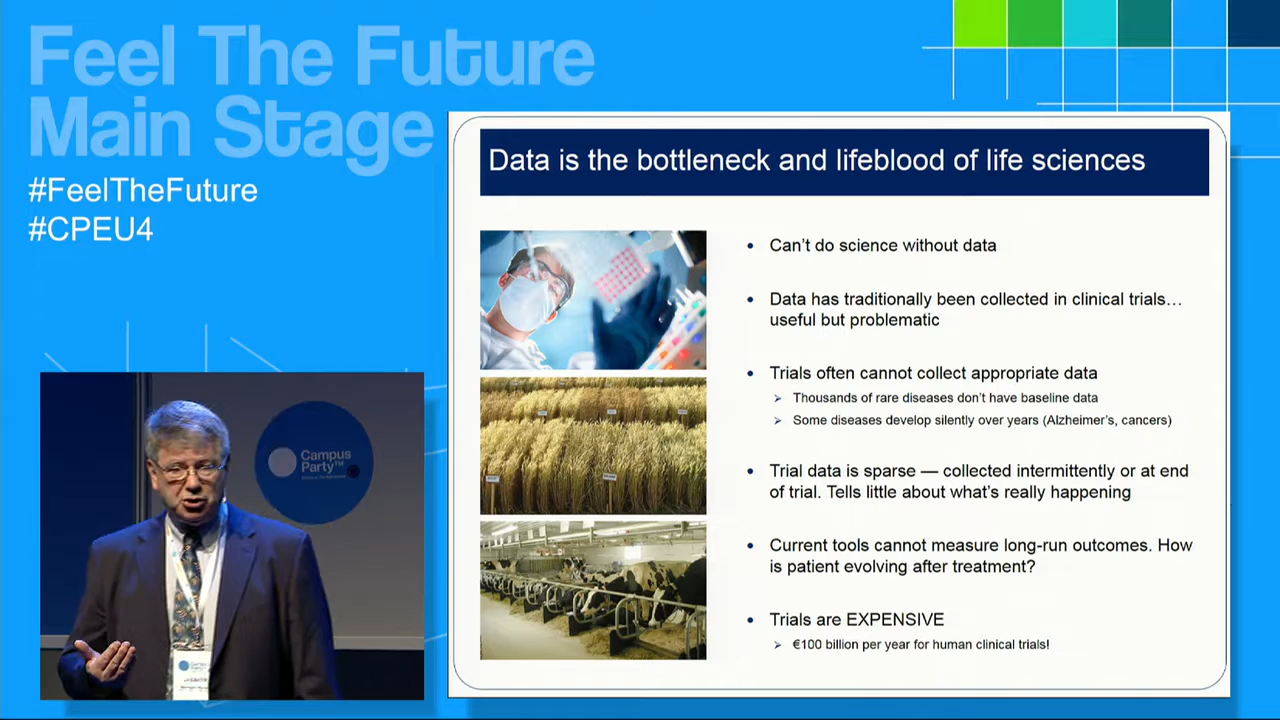 Feel The Future
Main Stage
#FeelTheFuture
#CPEU4
Data is the bottleneck and lifeblood of life sciences
• Can’t do science without data
• Data has traditionally been collected in clinical trials…
useful but problematic
• Trials often cannot collect appropriate data
➢ Thousands of rare diseases don’t have baseline data
➢ Some diseases develop silently over years (Alzheimer’s, cancers)
• Trial data is sparse — collected intermittently or at end
of trial. Tells little about what’s really happening
• Current tools cannot measure long-run outcomes. How
is patient evolving after treatment?
• Trials are EXPENSIVE
➢ €100 billion per year for human clinical trials!
Campus
Party™